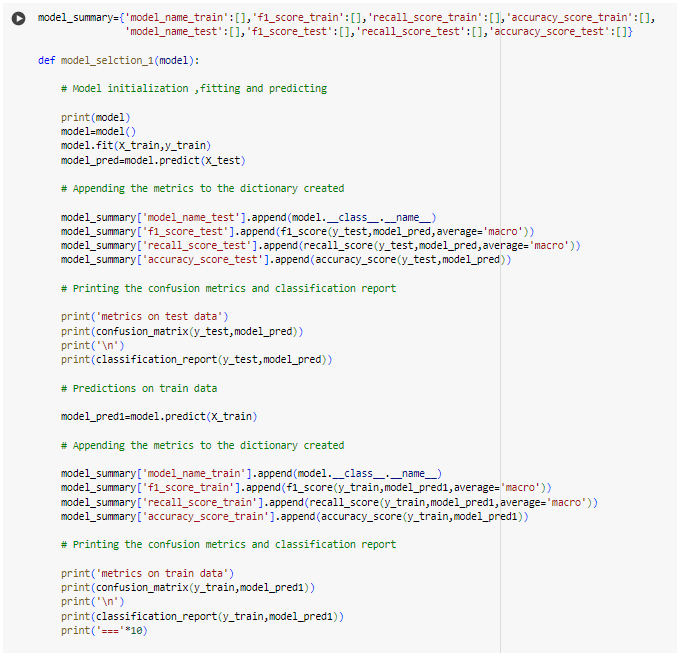 model_summary={'model_name_train':[],'f1_score_train':[],'recall_score_train':[],'accuracy_score_train':[],
'model_name_test':[],'f1_score_test':[],'recall_score_test':[],'accuracy_score_test':[]}
def model_selction_1(model):
# Model initialization ,fitting and predicting
print(model)
model=model()
model.fit(X_train,y_train)
model_pred=model.predict(X_test)
# Appending the metrics to the dictionary created
model_summary['model_name_test'].append(model.__class__.__name__)
model_summary['f1_score_test'].append(f1_score(y_test,model_pred,average='macro'))
model_summary['recall_score_test'].append(recall_score(y_test,model_pred,average='macro'))
model_summary['accuracy_score_test'].append(accuracy_score(y_test,model_pred))
# Printing the confusion metrics and classification report
print('metrics on test data')
print(confusion_matrix(y_test,model_pred))
print('\n')
print(classification_report(y_test,model_pred))
# Predictions on train data
model_pred1=model.predict(X_train)
# Appending the metrics to the dictionary created
model_summary['model_name_train'].append(model.__class__.__name__)
model_summary['f1_score_train'].append(f1_score(y_train,model_pred1,average='macro'))
model_summary['recall_score_train'].append(recall_score(y_train,model_pred1,average='macro'))
model_summary['accuracy_score_train'].append(accuracy_score(y_train,model_pred1))
# Printing the confusion metrics and classification report
print('metrics on train data')
print(confusion_matrix(y_train,model_pred1))
print('\n')
print(classification_report(y_train,model_pred1))
print('==='*10)